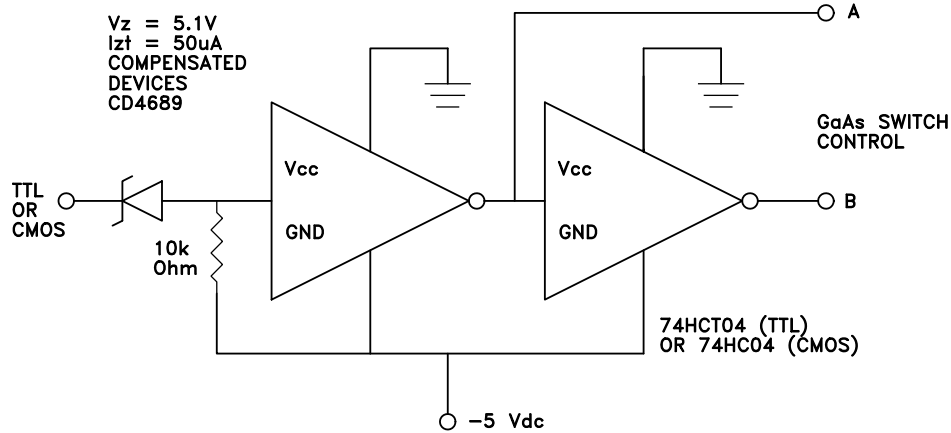 Vz = 5.1V
Izt = 50uA
COMPENSATED
DEVICES
CD4689
A
GaAs SWITCH
CONTROL
TTL
OR
CMOS
Vcc
GND
Vcc
GND
B
10k
Ohm
74HCT04 (TTL)
OR 74HC04 (CMOS)
-5 Vdc